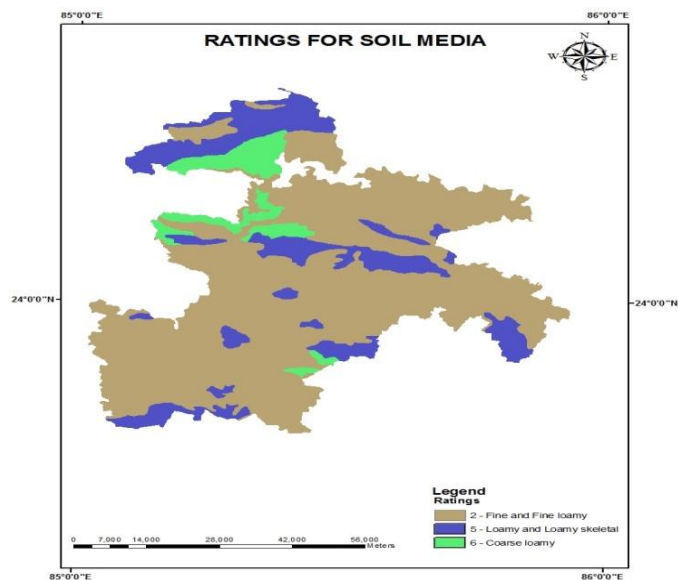 85°0'0"E
86°0'0"E
RATINGS FOR SOIL MEDIA
N
W
E
S
24°0'0"N
24°0'0"N
Legend
Ratings
2 - Fine and Fine loamy
5 - Loamy and Loamy skeletal
6 - Coarse loamy
0 7,000 14,000 28,000 42,000 56,000
Meters
85°0'0"E
86°0'0"E